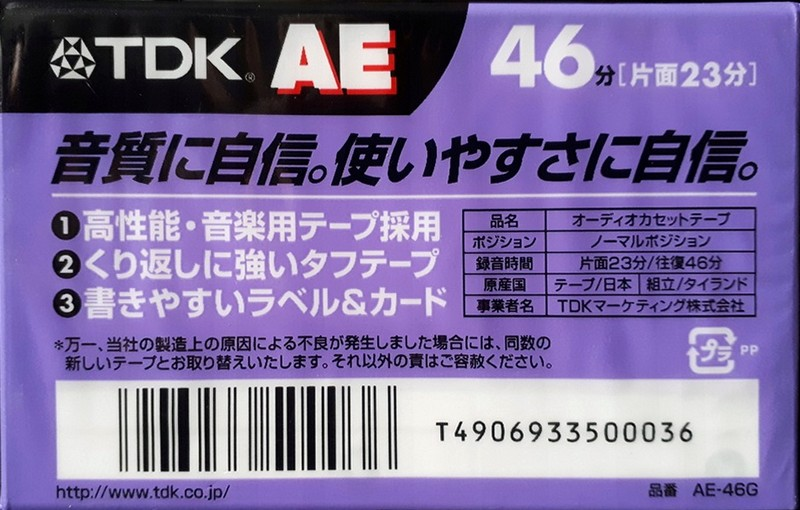 TDK® AE 46分[片面23分]
音質に自信。使いやすさに自信。
1 高性能・音楽用テープ採用
2 くり返しに強いタフテープ
3 書きやすいラベル&カード
品名 オーディオカセットテープ
ポジション ノーマルポジション
録音時間 片面23分/往復46分
原産国 テープ/日本 組立/タイランド
事業者名 TDKマーケティング株式会社
*万一、当社の製造上の原因による不良が発生しました場合には、同数の
新しいテープとお取り替えいたします。それ以外の責はご容赦ください。
プラ PP
T4906933500036
http://www.tdk.co.jp/
品番 AE-46G